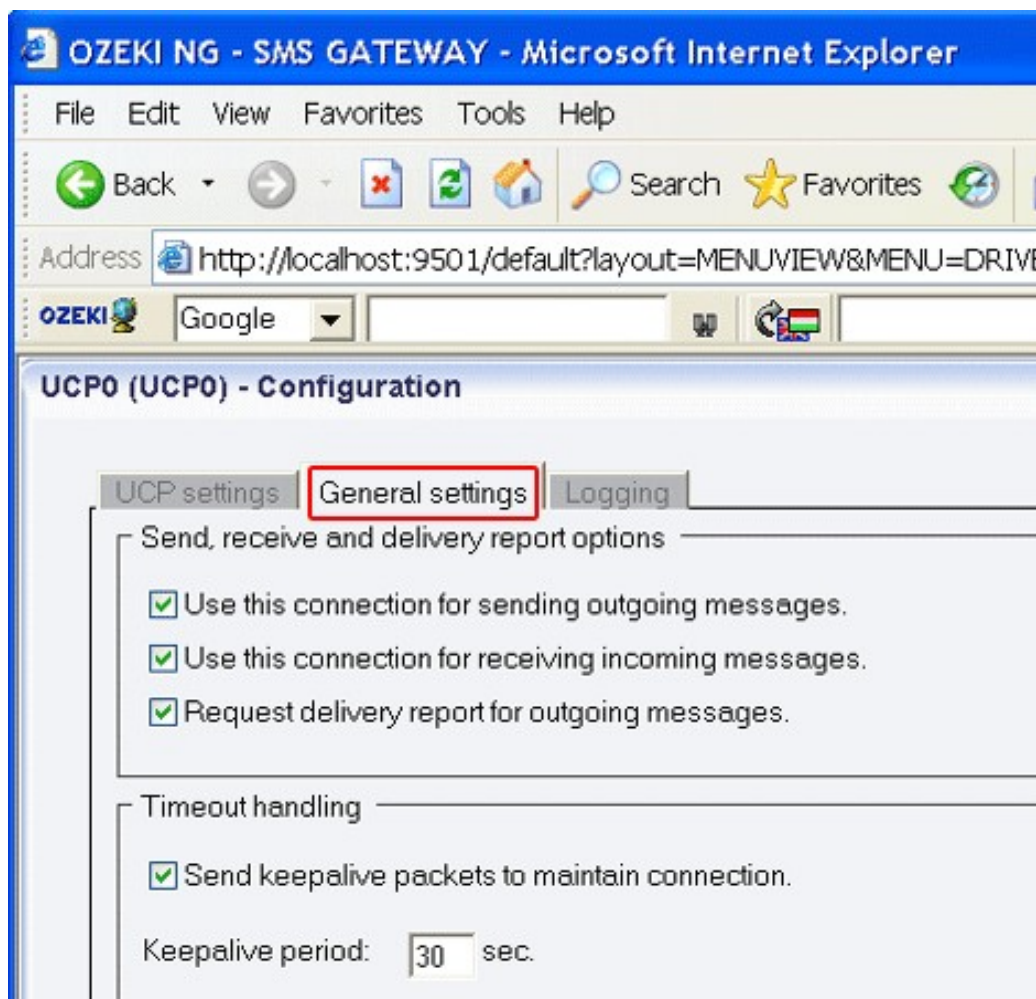 OZEKI NG - SMS GATEWAY - Microsoft Internet Explorer
File Edit View Favorites Tools Help
Back Search Favorites
Address http://localhost:9501/default?layout=MENUVIEW&MENU=DRIVE
OZEKI Google
UCP0 (UCP0) - Configuration
UCP settings General settings Logging
Send, receive and delivery report options
Use this connection for sending outgoing messages.
Use this connection for receiving incoming messages.
Request delivery report for outgoing messages.
Timeout handling
Send keepalive packets to maintain connection.
Keepalive period: 30 sec.